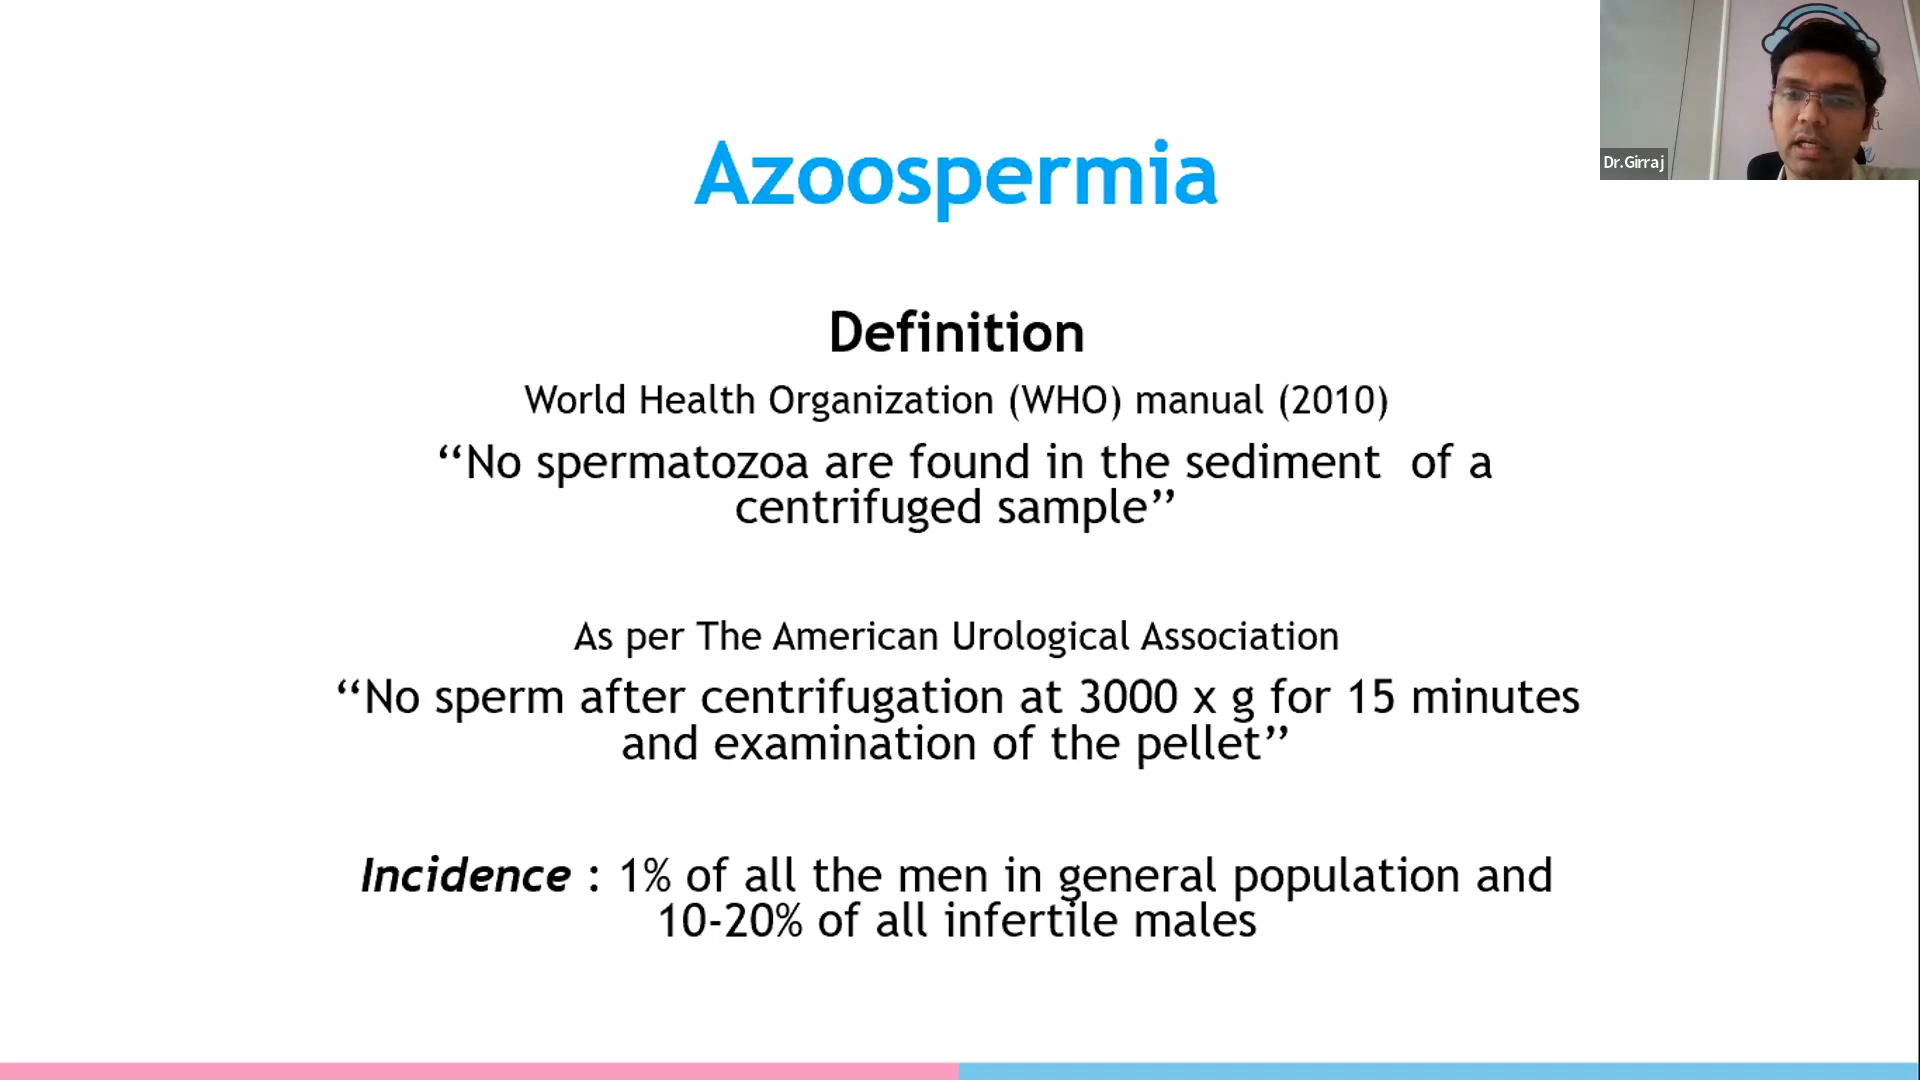 Azoospermia
Dr.Girraj
Definition
World Health Organization (WHO) manual (2010)
‘‘No spermatozoa are found in the sediment  of a
centrifuged sample’’
As per The American Urological Association
‘‘No sperm after centrifugation at 3000 x g for 15 minutes
and examination of the pellet’’
Incidence : 1% of all the men in general population and
10-20% of all infertile males